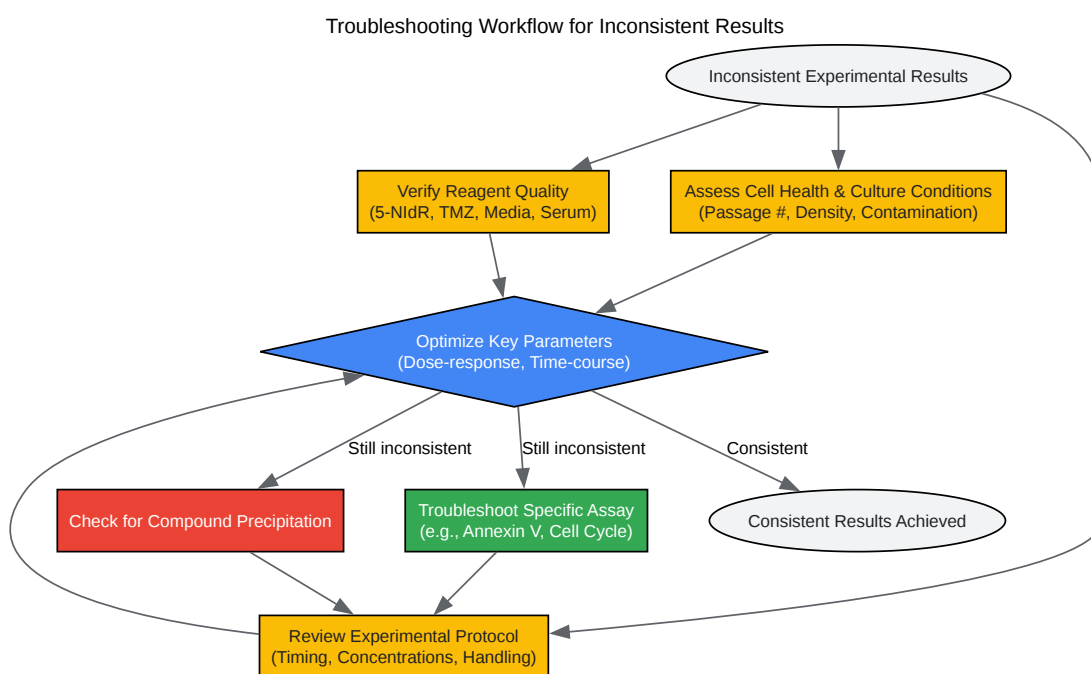 Troubleshooting Workflow for Inconsistent Results
Inconsistent Experimental Results
Verify Reagent Quality
(5-NIdR, TMZ, Media, Serum)
Assess Cell Health & Culture Conditions
(Passage #, Density, Contamination)
Optimize Key Parameters
(Dose-response, Time-course)
Still inconsistent
Still inconsistent
Consistent
Check for Compound Precipitation
Troubleshoot Specific Assay
(e.g., Annexin V, Cell Cycle)
Consistent Results Achieved
Review Experimental Protocol
(Timing, Concentrations, Handling)